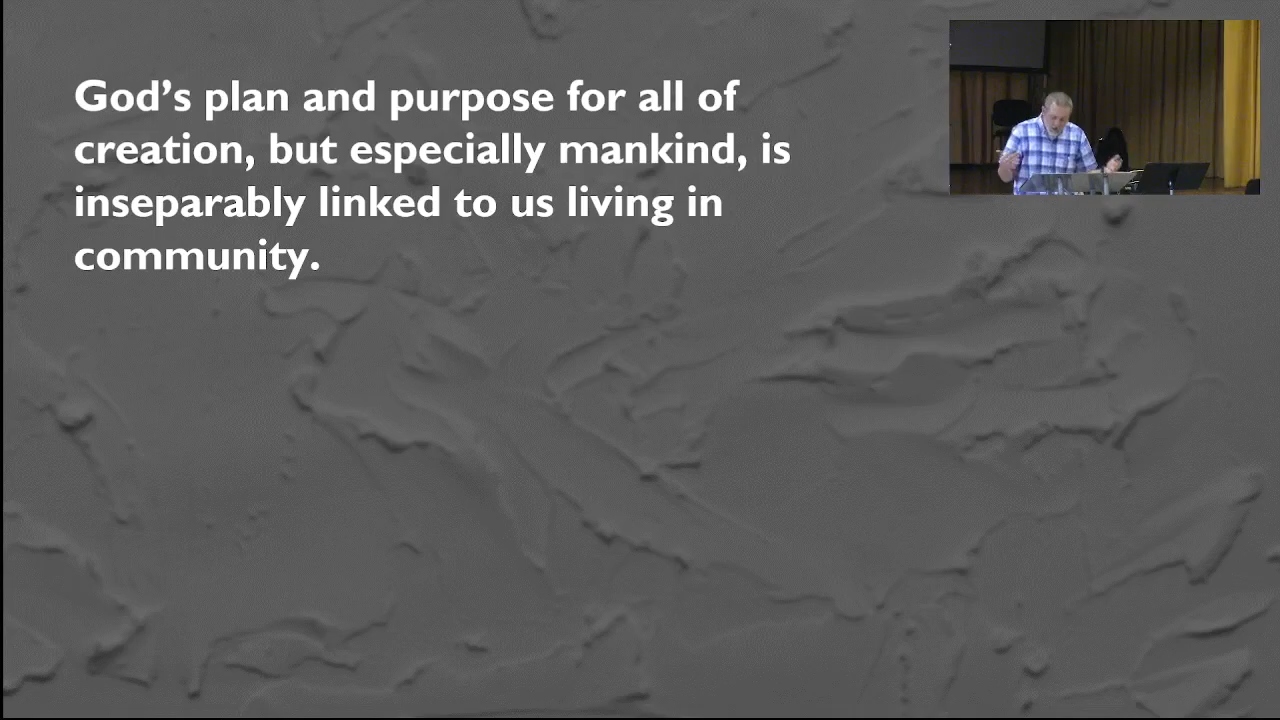 God’s plan and purpose for all of
creation, but especially mankind, is
inseparably linked to us living in
community.